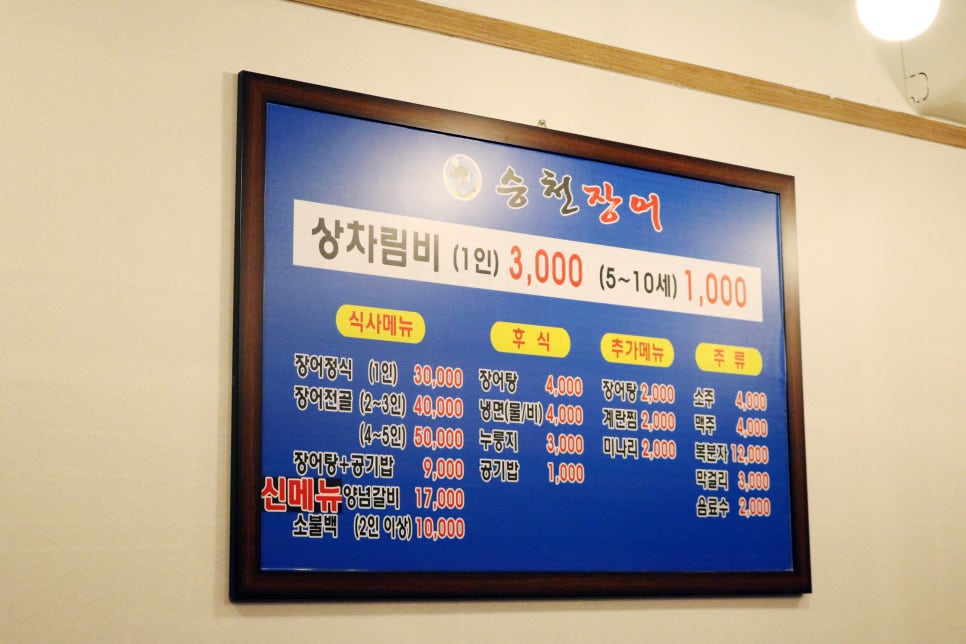 승천장어
상차림비 (1인) 3,000 (5~10세) 1,000
식사메뉴
장어정식 (1인) 30,000
장어전골 (2~3인) 40,000
(4~5인) 50,000
장어탕+공기밥 9,000
신메뉴 양념갈비 17,000
소불백 (2인 이상) 10,000
후식
장어탕 4,000
냉면(물/비) 4,000
누룽지 3,000
공기밥 1,000
추가메뉴
장어탕 2,000
계란찜 2,000
미나리 2,000
주류
소주 4,000
맥주 4,000
복분자 12,000
막걸리 3,000
음료수 2,000